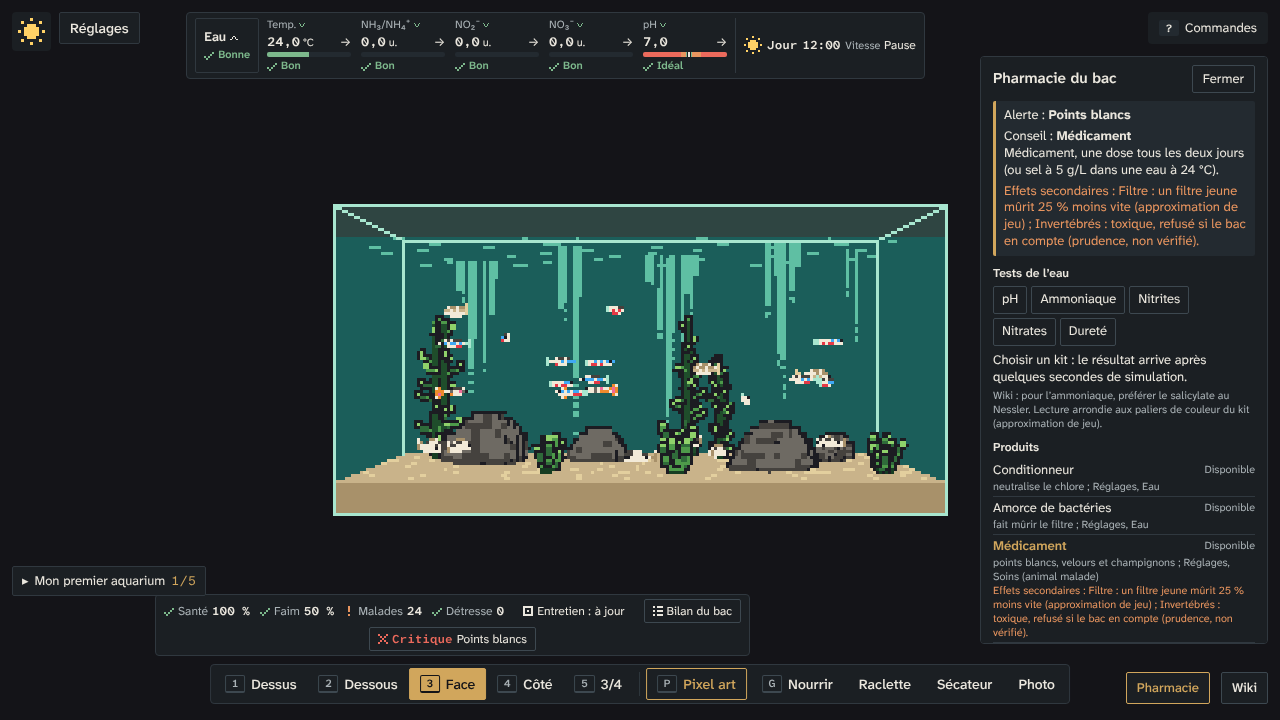 Réglages
Eau
Bonne
Temp.
24,0 °C →
Bon
NH₃/NH₄⁺
0,0 u. →
Bon
NO₂⁻
0,0 u. →
Bon
NO₃⁻
0,0 u. →
Bon
pH
7,0 →
Idéal
Jour 12:00 Vitesse Pause
? Commandes
Pharmacie du bac
Fermer
Alerte : Points blancs
Conseil : Médicament
Médicament, une dose tous les deux jours
(ou sel à 5 g/L dans une eau à 24 °C).
Effets secondaires : Filtre : un filtre jeune
mûrit 25 % moins vite (approximation de
jeu) ; Invertébrés : toxique, refusé si le bac
en compte (prudence, non vérifié).
Tests de l'eau
pH Ammoniaque Nitrites
Nitrates Dureté
Choisir un kit : le résultat arrive après
quelques secondes de simulation.
Wiki : pour l'ammoniaque, préférer le salicylate au
Nessler. Lecture arrondie aux paliers de couleur du kit
(approximation de jeu).
Produits
Conditionneur Disponible
neutralise le chlore ; Réglages, Eau
Amorce de bactéries Disponible
fait mûrir le filtre ; Réglages, Eau
Médicament Disponible
points blancs, velours et champignons ; Réglages,
Soins (animal malade)
Effets secondaires : Filtre : un filtre jeune mûrit 25 %
moins vite (approximation de jeu) ; Invertébrés :
toxique, refusé si le bac en compte (prudence, non
vérifié).
▸ Mon premier aquarium 1/5
Santé 100 % Faim 50 % ! Malades 24 Détresse 0 Entretien : à jour Bilan du bac
Critique Points blancs
1 Dessus 2 Dessous 3 Face 4 Côté 5 3/4 P Pixel art G Nourrir Raclette Sécateur Photo
Pharmacie Wiki